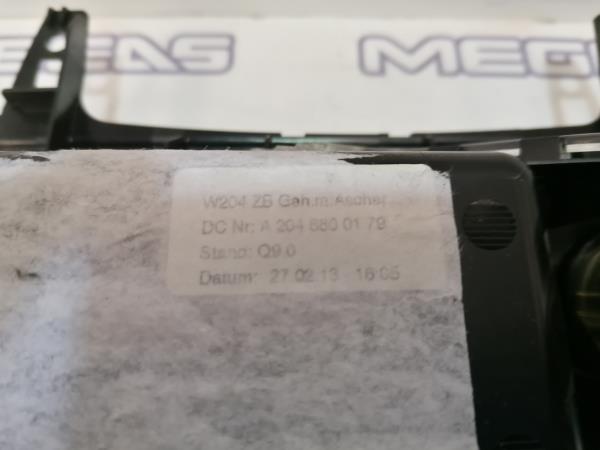 MEGI
W204 ZB Geh.m.Ascher
DC Nr: A 204 680 01 79
Stand: Q9.0
Datum: 27.02.13 16:05